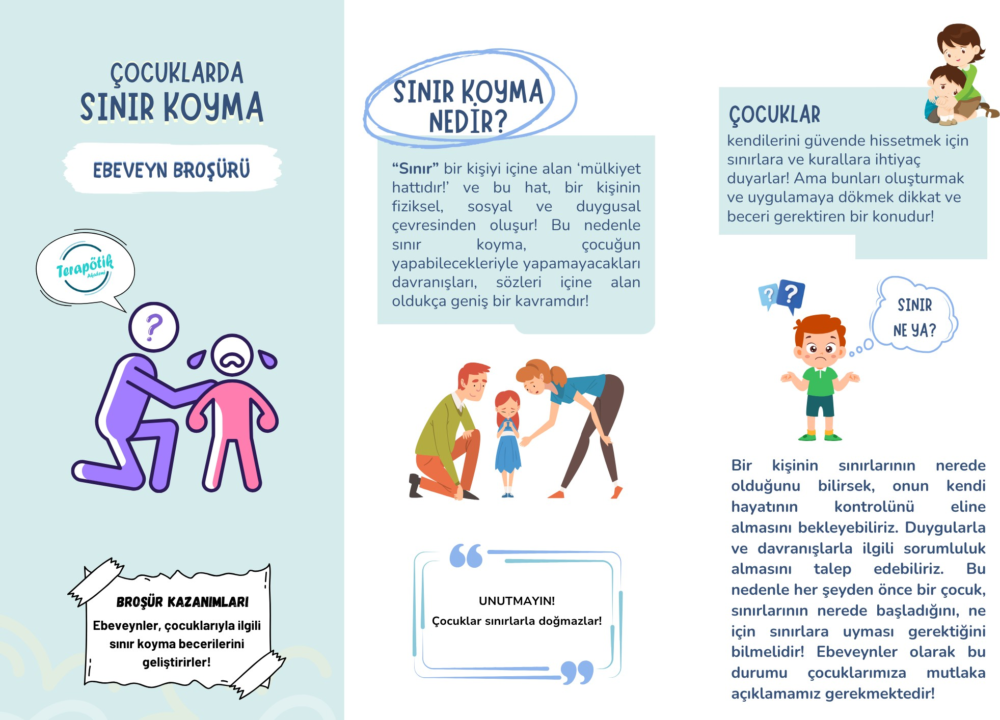 ÇOCUKLARDA
SINIR KOYMA
EBEVEYN BROŞÜRÜ
Terapötik
Akademi
BROŞÜR KAZANIMLARI
Ebeveynler, çocuklarıyla ilgili
sınır koyma becerilerini
geliştirirler!
SINIR KOYMA
NEDİR?
“Sınır” bir kişiyi içine alan ‘mülkiyet
hattıdır!’ ve bu hat, bir kişinin
fiziksel, sosyal ve duygusal
çevresinden oluşur! Bu nedenle
sınır koyma, çocuğun
yapabilecekleriyle yapamayacakları
davranışları, sözleri içine alan
oldukça geniş bir kavramdır!
UNUTMAYIN!
Çocuklar sınırlarla doğmazlar!
ÇOCUKLAR
kendilerini güvende hissetmek için
sınırlara ve kurallara ihtiyaç
duyarlar! Ama bunları oluşturmak
ve uygulamaya dökmek dikkat ve
beceri gerektiren bir konudur!
SINIR
NE YA?
Bir kişinin sınırlarının nerede
olduğunu bilirsek, onun kendi
hayatının kontrolünü eline
almasını bekleyebiliriz. Duygularla
ve davranışlarla ilgili sorumluluk
almasını talep edebiliriz. Bu
nedenle her şeyden önce bir çocuk,
sınırlarının nerede başladığını, ne
için sınırlara uyması gerektiğini
bilmelidir! Ebeveynler olarak bu
durumu çocuklarımıza mutlaka
açıklamamız gerekmektedir!